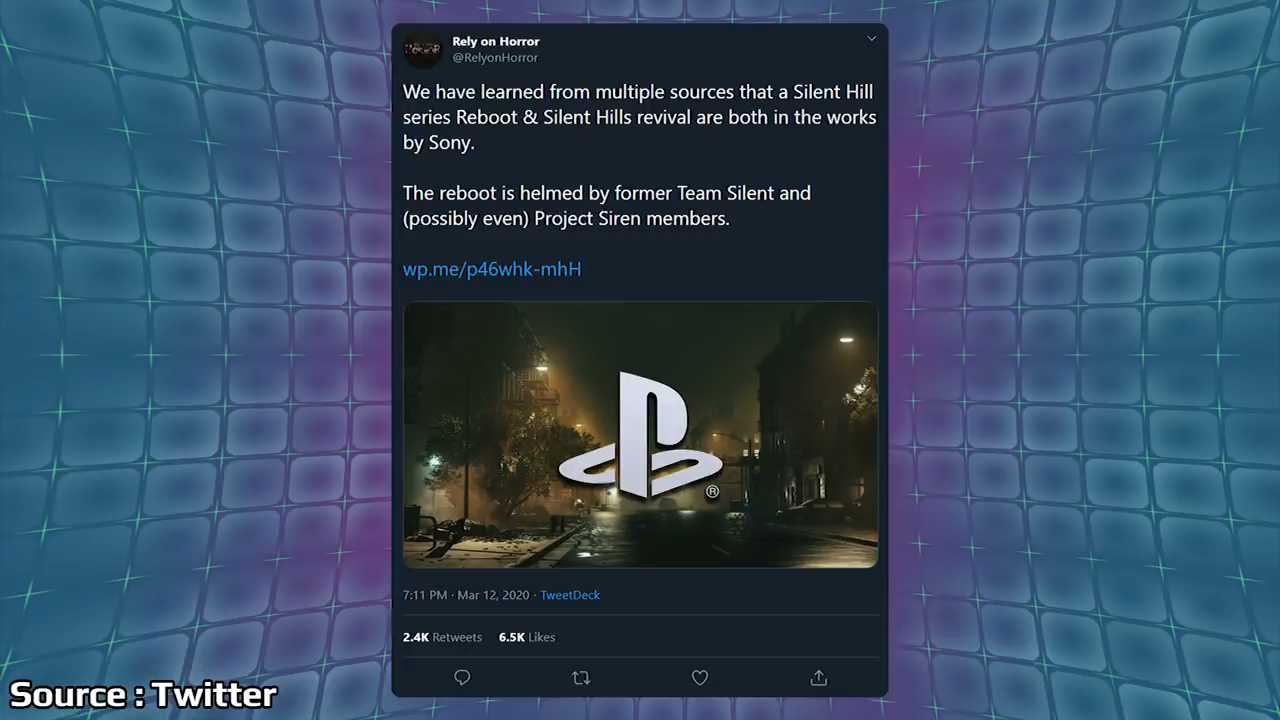 Rely on Horror
@RelyonHorror
We have learned from multiple sources that a Silent Hill
series Reboot & Silent Hills revival are both in the works
by Sony.
The reboot is helmed by former Team Silent and
(possibly even) Project Siren members.
wp.me/p46whk-mhH
®
7:11 PM · Mar 12, 2020 · TweetDeck
2.4K Retweets 6.5K Likes
Source : Twitter